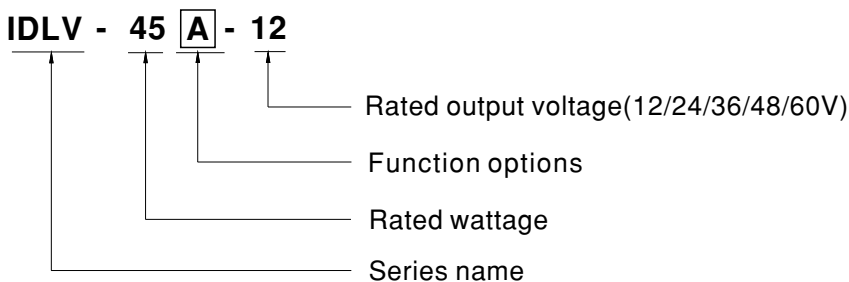 IDLV - 45 A - 12
Rated output voltage(12/24/36/48/60V)
Function options
Rated wattage
Series name